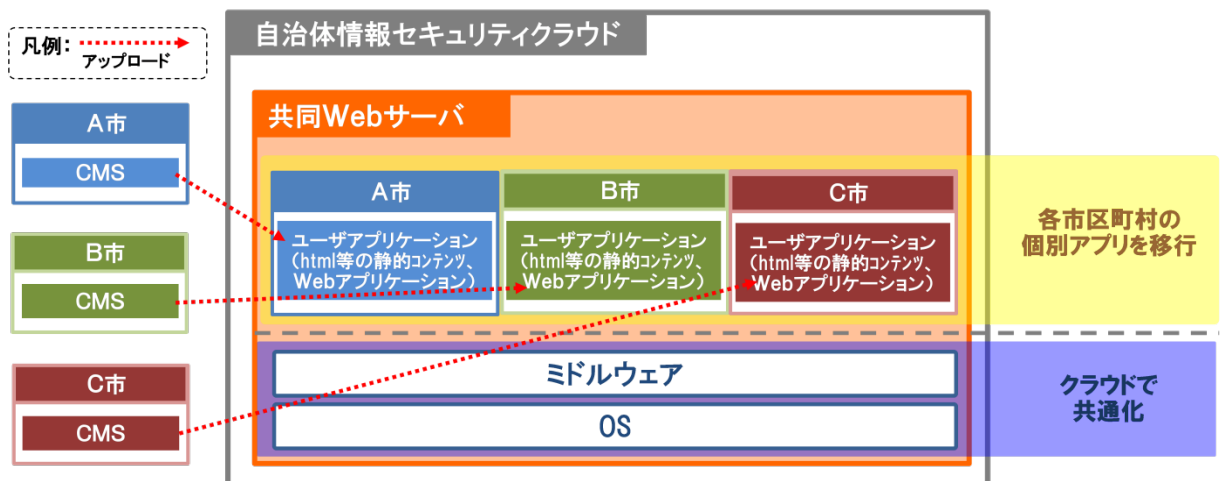 凡例:
アップロード
自治体情報セキュリティクラウド
共同Webサーバ
A市
CMS
B市
CMS
C市
CMS
A市
ユーザアプリケーション
(html等の静的コンテンツ、
Webアプリケーション)
B市
ユーザアプリケーション
(html等の静的コンテンツ、
Webアプリケーション)
C市
ユーザアプリケーション
(html等の静的コンテンツ、
Webアプリケーション)
各市区町村の
個別アプリを移行
ミドルウェア
OS
クラウドで
共通化